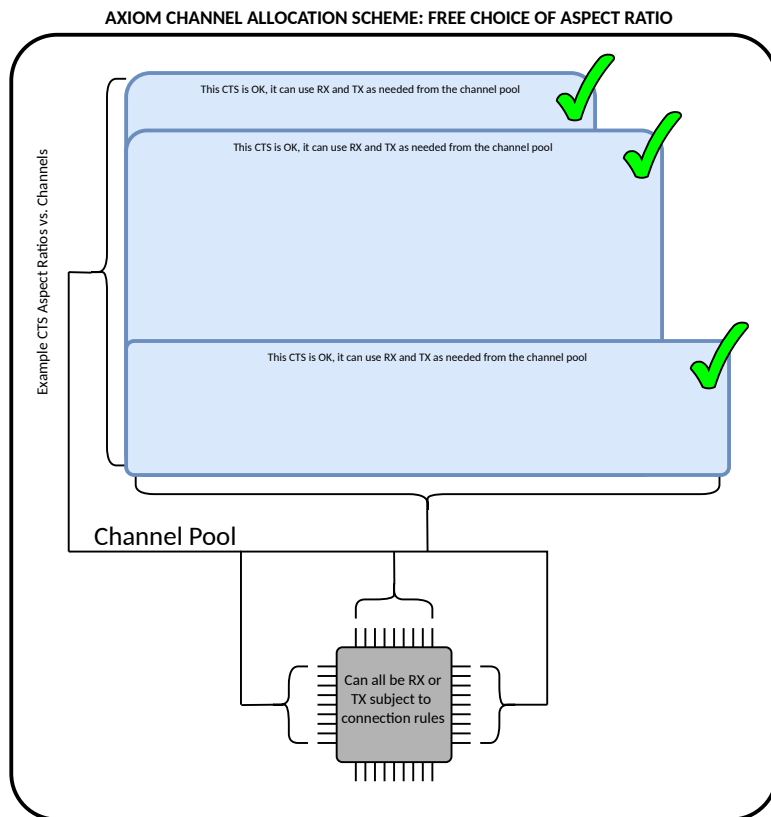 AXIOM CHANNEL ALLOCATION SCHEME: FREE CHOICE OF ASPECT RATIO
This CTS is OK, it can use RX and TX as needed from the channel pool
This CTS is OK, it can use RX and TX as needed from the channel pool
Example CTS Aspect Ratios vs. Channels
This CTS is OK, it can use RX and TX as needed from the channel pool
Channel Pool
Can all be RX or
TX subject to
connection rules